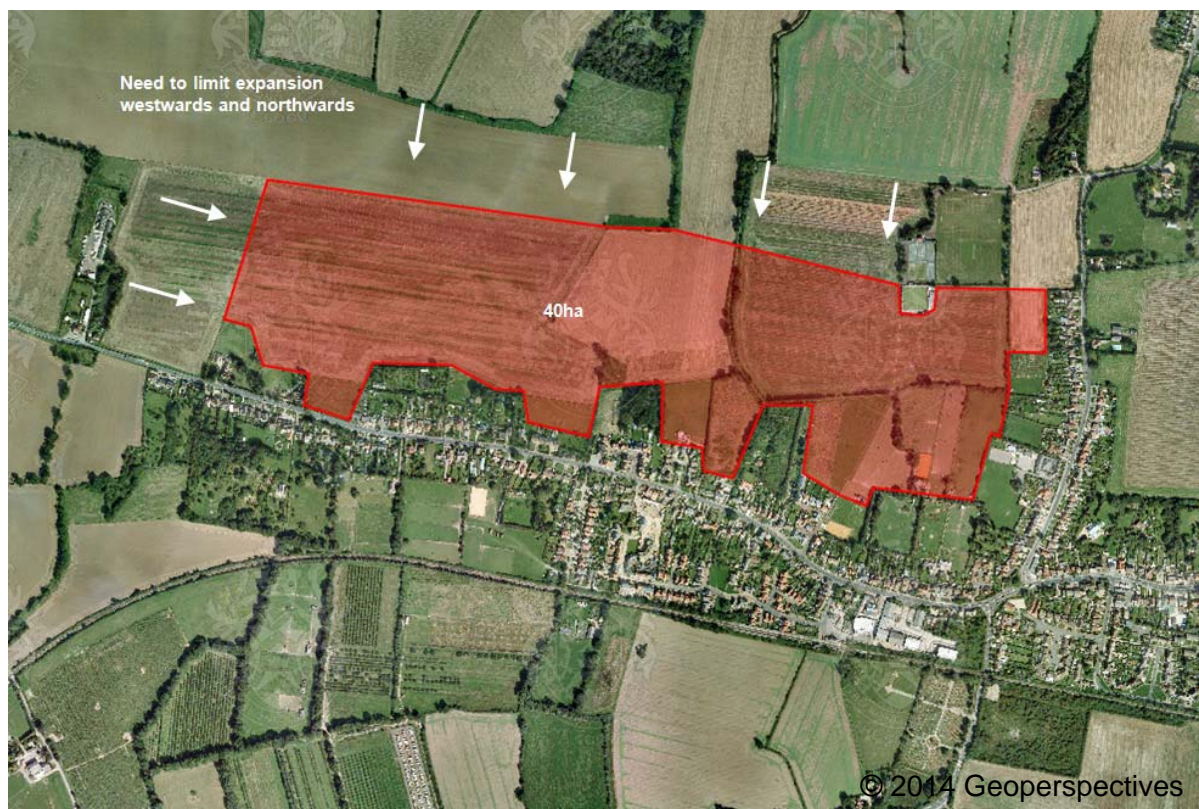 Need to limit expansion
westwards and northwards
40ha
© 2014 Geoperspectives